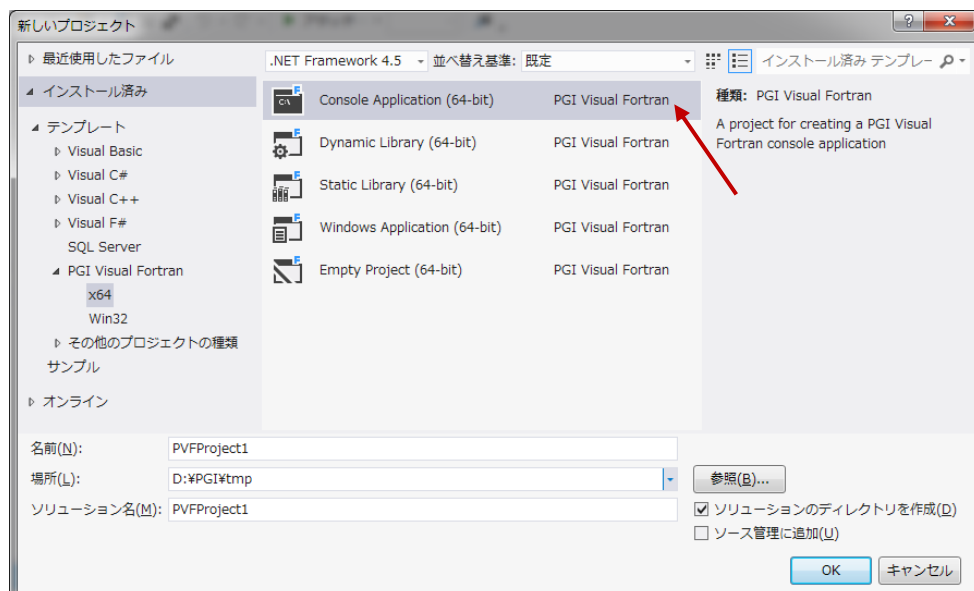 新しいプロジェクト
最近使用したファイル
インストール済み
テンプレート
Visual Basic
Visual C#
Visual C++
Visual F#
SQL Server
PGI Visual Fortran
x64
Win32
その他のプロジェクトの種類
サンプル
オンライン
.NET Framework 4.5 並べ替え基準: 既定
インストール済み テンプレー
Console Application (64-bit) PGI Visual Fortran
Dynamic Library (64-bit) PGI Visual Fortran
Static Library (64-bit) PGI Visual Fortran
Windows Application (64-bit) PGI Visual Fortran
Empty Project (64-bit) PGI Visual Fortran
種類: PGI Visual Fortran
A project for creating a PGI Visual
Fortran console application
名前(N): PVFProject1
場所(L): D:¥PGI¥tmp
参照(B)...
ソリューション名(M): PVFProject1
ソリューションのディレクトリを作成(D)
ソース管理に追加(U)
OK キャンセル